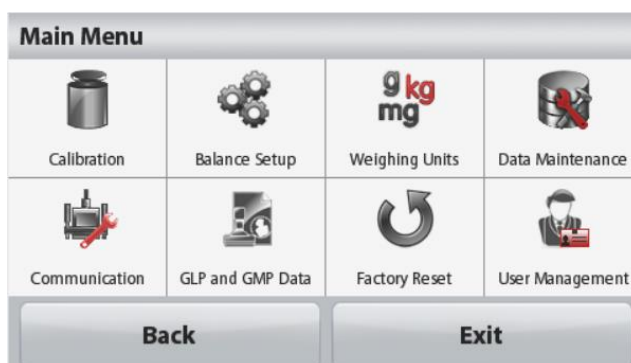 Main Menu
g kg
mg
Calibration
Balance Setup
Weighing Units
Data Maintenance
Communication
GLP and GMP Data
Factory Reset
User Management
Back
Exit